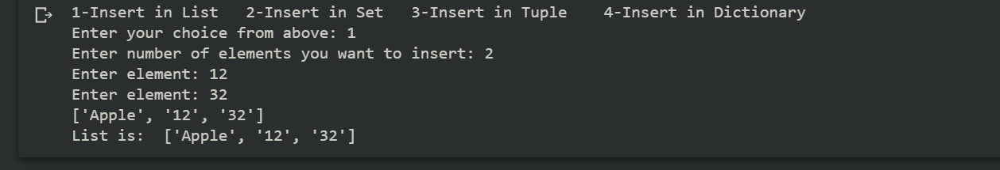 1-Insert in List   2-Insert in Set   3-Insert in Tuple    4-Insert in Dictionary
Enter your choice from above: 1
Enter number of elements you want to insert: 2
Enter element: 12
Enter element: 32
['Apple', '12', '32']
List is:  ['Apple', '12', '32']